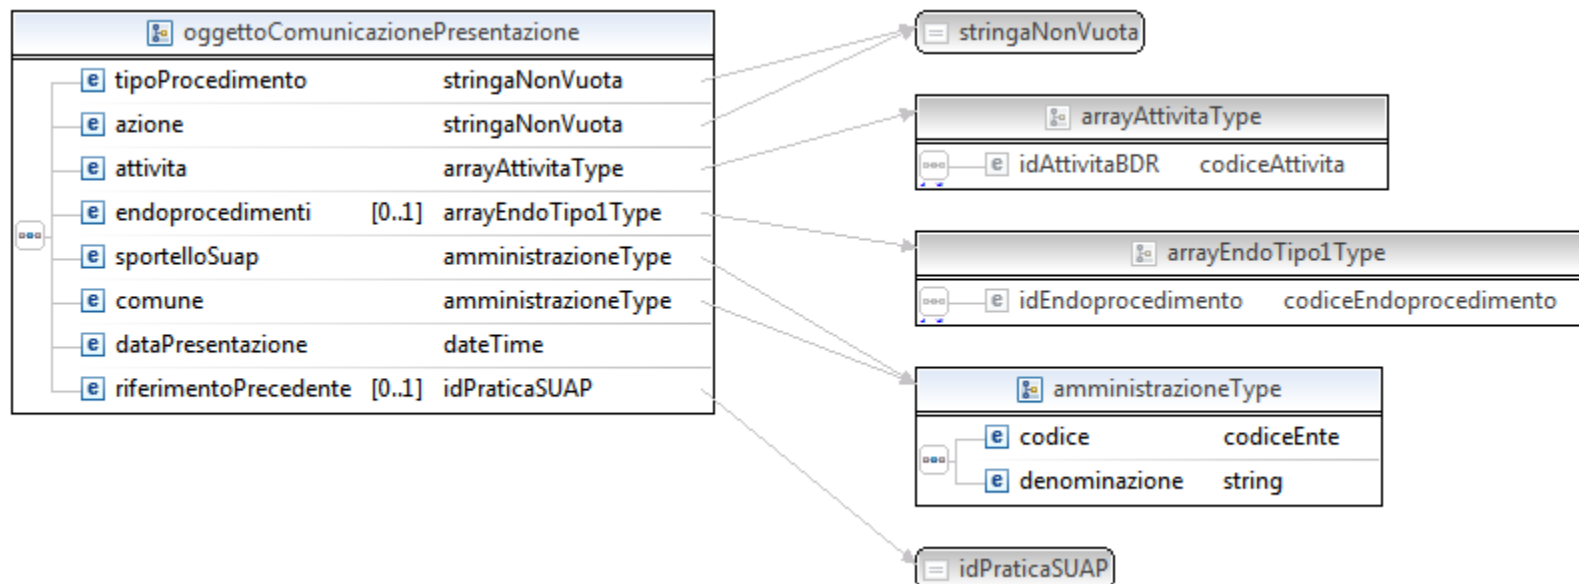 oggettoComunicazionePresentazione
tipoProcedimento stringaNonVuota
azione stringaNonVuota
attivita arrayAttivitaType
endoprocedimenti [0..1] arrayEndoTipo1Type
sportelloSuap amministrazioneType
comune amministrazioneType
dataPresentazione dateTime
riferimentoPrecedente [0..1] idPraticaSUAP
stringaNonVuota
arrayAttivitaType
idAttivitaBDR codiceAttivita
arrayEndoTipo1Type
idEndoprocedimento codiceEndoprocedimento
amministrazioneType
codice codiceEnte
denominazione string
idPraticaSUAP